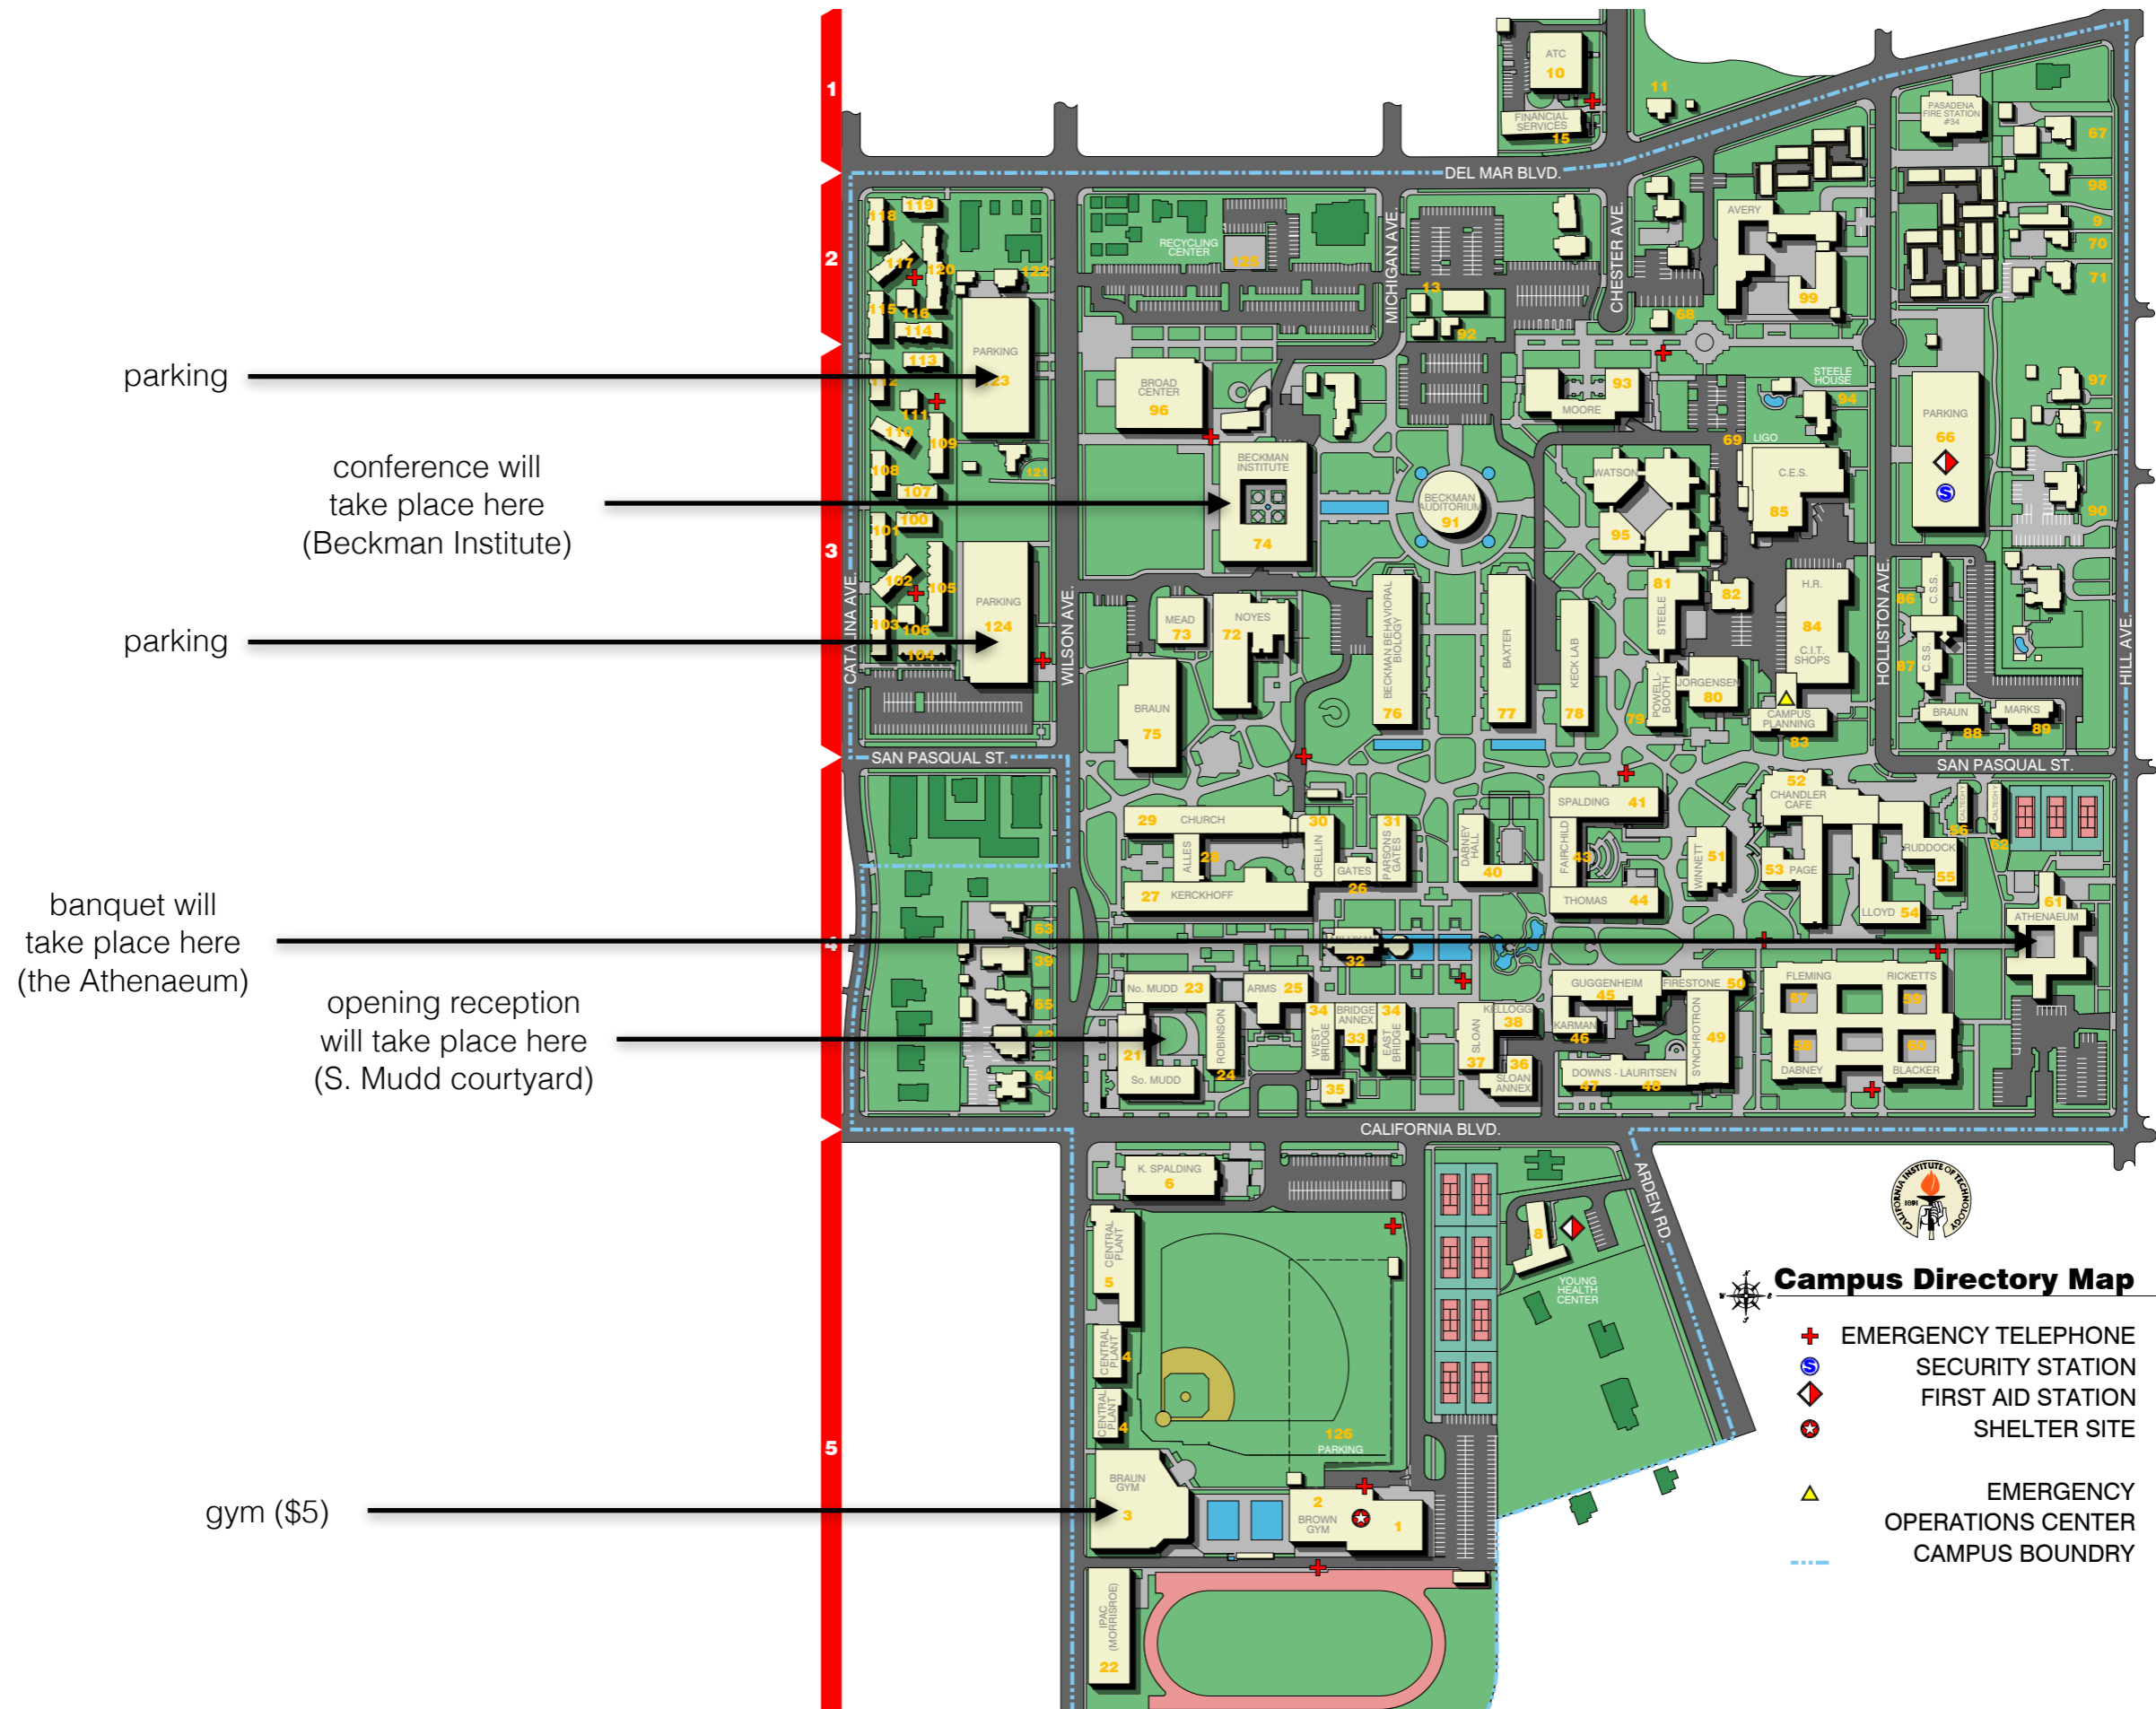 parking
conference will
take place here
(Beckman Institute)
parking
banquet will
take place here
(the Athenaeum)
opening reception
will take place here
(S. Mudd courtyard)
gym ($5)
1
2
3
4
5
ATC
10
11
FINANCIAL
SERVICES
15
PASADENA
FIRE STATION
#34
67
98
9
70
71
DEL MAR BLVD.
MICHIGAN AVE.
CHESTER AVE.
CATALINA AVE.
WILSON AVE.
HOLLISTON AVE.
HILL AVE.
118
119
117
120
122
115
116
114
113
112
111
110
109
108
107
121
100
101
102
105
103
106
104
PARKING
123
PARKING
124
RECYCLING
CENTER
125
13
92
68
AVERY
99
BROAD
CENTER
96
BECKMAN
INSTITUTE
74
BECKMAN
AUDITORIUM
91
MOORE
93
STEELE
HOUSE
94
69
LIGO
C.E.S.
85
WATSON
95
PARKING
66
S
97
7
90
MEAD
73
NOYES
72
BRAUN
75
BECKMAN BEHAVIORAL
BIOLOGY
76
BAXTER
77
KECK LAB
78
81
STEELE
82
H.R.
84
C.I.T.
SHOPS
POWELL-
BOOTH
79
JORGENSEN
80
CAMPUS
PLANNING
83
86
C.S.S.
87
C.S.S.
BRAUN
88
MARKS
89
SAN PASQUAL ST.
SAN PASQUAL ST.
29 CHURCH
ALLES
28
27 KERCKHOFF
30
CRELLIN
GATES
26
31
PARSONS
GATES
DABNEY
HALL
40
SPALDING 41
FAIRCHILD
43
THOMAS 44
WINNETT
51
52
CHANDLER
CAFE
53 PAGE
LLOYD 54
RUDDOCK
55
CALTECH Y
56
CALTECH Y
62
61
ATHENAEUM
63
39
65
64
32
No. MUDD 23
ARMS 25
21
So. MUDD
ROBINSON
24
34
WEST
BRIDGE
BRIDGE
ANNEX
33
34
EAST
BRIDGE
35
SLOAN
37
KELLOGG
38
36
SLOAN
ANNEX
GUGGENHEIM
45
FIRESTONE 50
KARMAN
46
SYNCHROTRON
49
DOWNS - LAURITSEN
47
48
FLEMING
57
RICKETTS
59
58
DABNEY
60
BLACKER
CALIFORNIA BLVD.
ARDEN RD.
K. SPALDING
6
CENTRAL
PLANT
5
CENTRAL
PLANT
4
CENTRAL
PLANT
4
BRAUN
GYM
3
2
BROWN
GYM
1
126
PARKING
8
YOUNG
HEALTH
CENTER
IPAC
(MORRISROE)
22
CALIFORNIA INSTITUTE OF TECHNOLOGY
1891
N
W
E
S
Campus Directory Map
EMERGENCY TELEPHONE
S
SECURITY STATION
FIRST AID STATION
SHELTER SITE
EMERGENCY
OPERATIONS CENTER
CAMPUS BOUNDRY